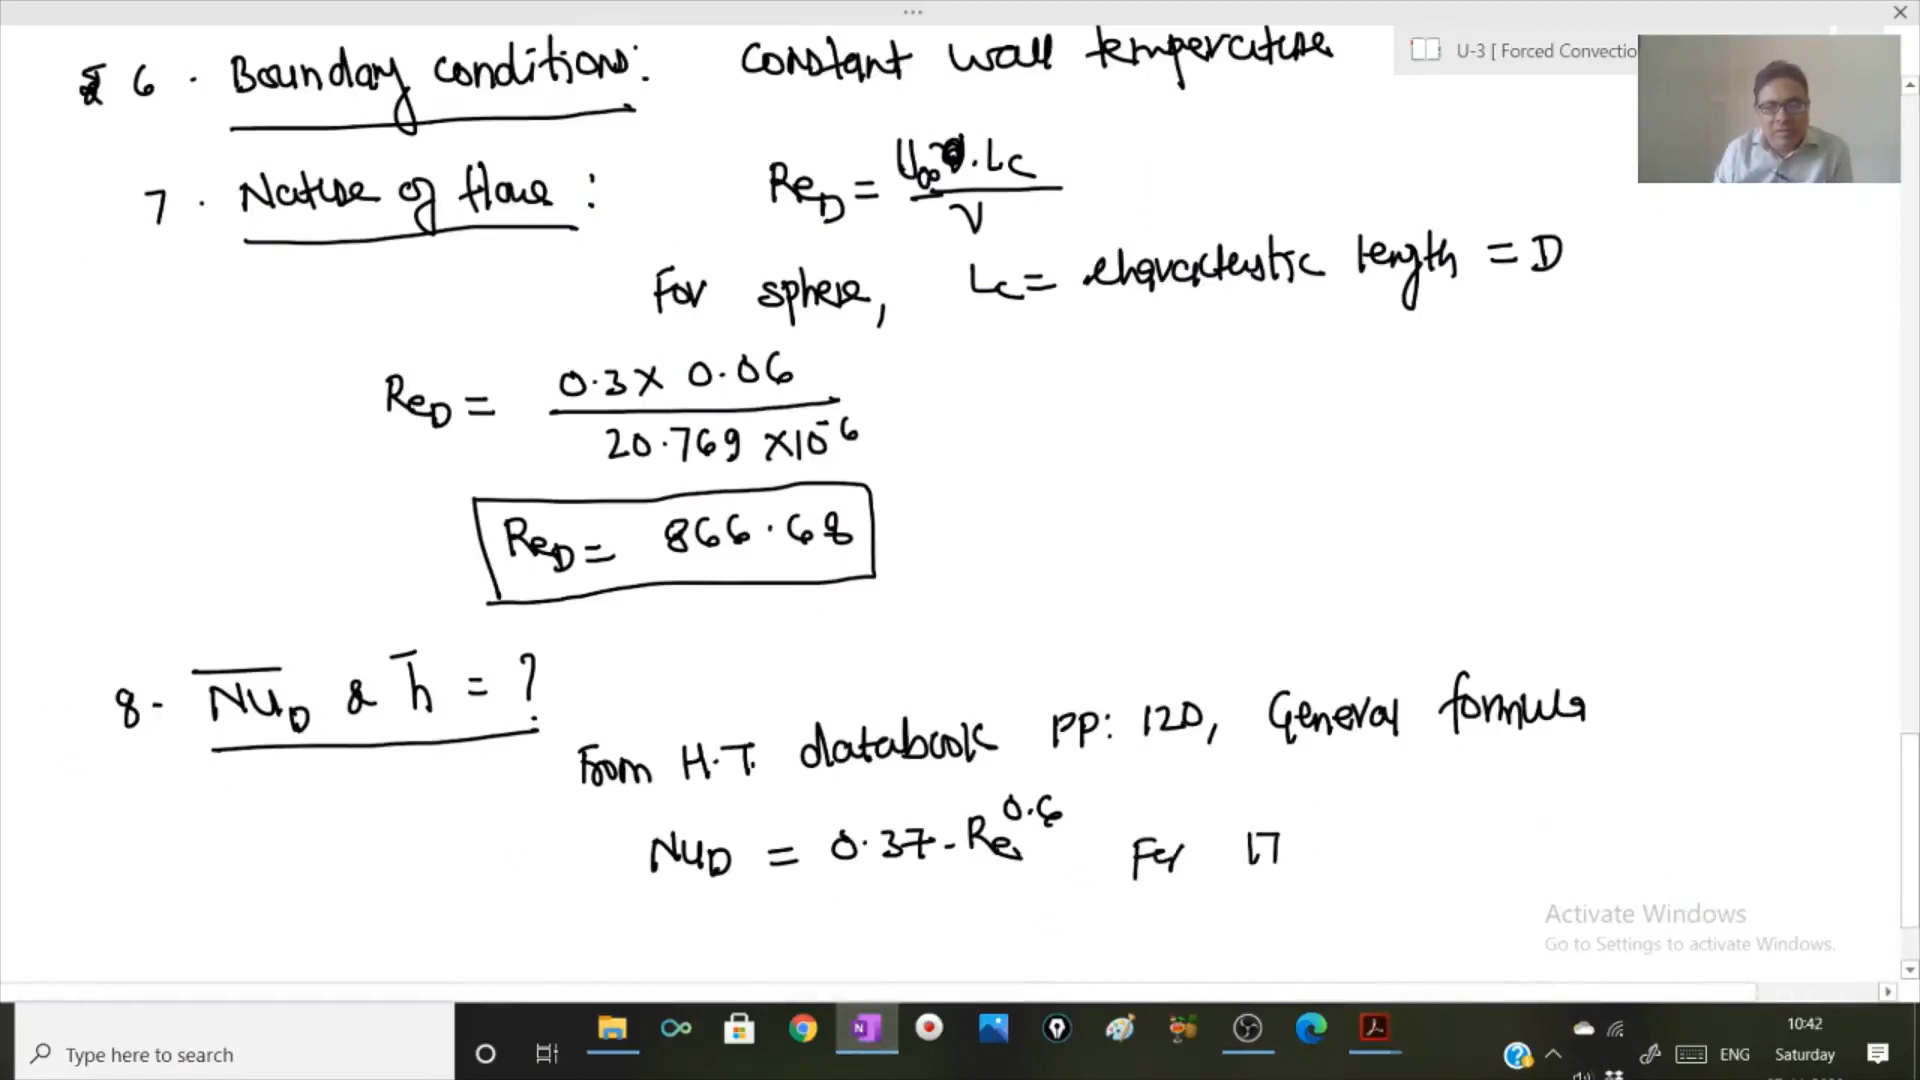 U-3 [ Forced Convectio
6. Boundary conditions: constant wall temperature
7. Nature of flow: Re_D = U∞ . Lc / ν
For sphere, Lc = characteristic length = D
Re_D = 0.3 × 0.06 / 20.769 × 10^-6
Re_D = 866.68
8. Nu_D & h = ?
From H.T. databook pp: 120, General formula
Nu_D = 0.37 . Re^0.6 For 17
Activate Windows
Go to Settings to activate Windows.
Type here to search
ENG
10:42
Saturday